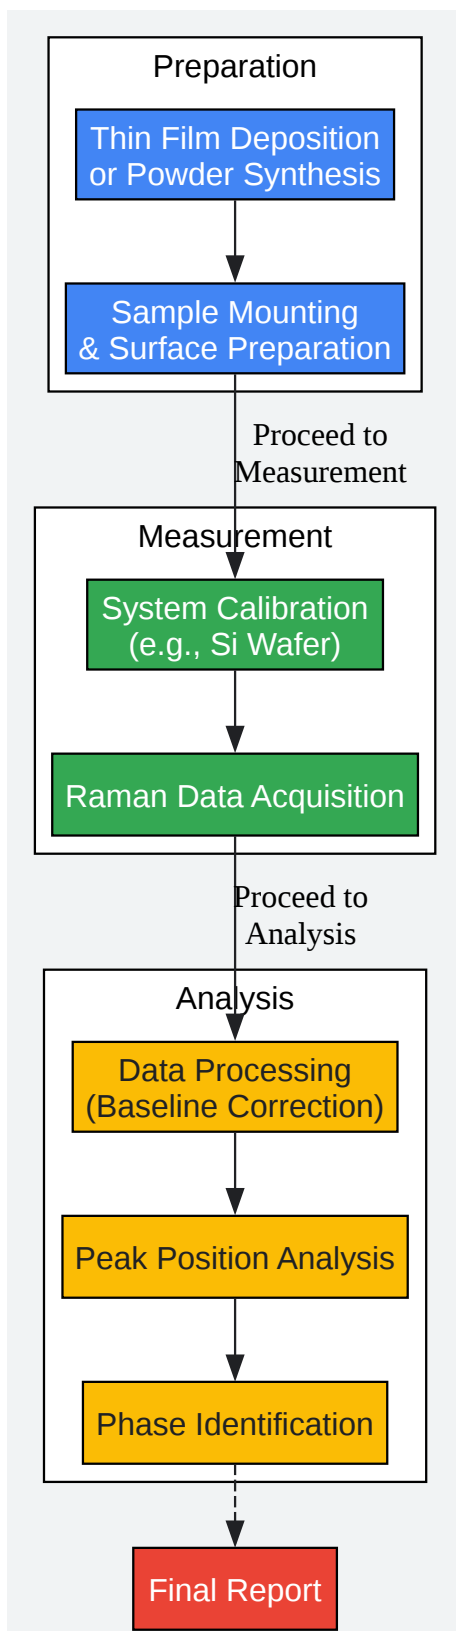 Preparation
Thin Film Deposition
or Powder Synthesis
Sample Mounting
& Surface Preparation
Proceed to
Measurement
Measurement
System Calibration
(e.g., Si Wafer)
Raman Data Acquisition
Proceed to
Analysis
Analysis
Data Processing
(Baseline Correction)
Peak Position Analysis
Phase Identification
Final Report